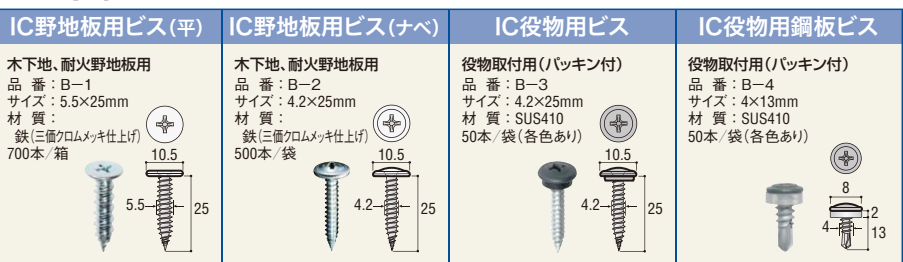 IC野地板用ビス(平)
木下地、耐火野地板用
品 番：B−1
サイズ：5.5×25mm
材 質：
鉄(三価クロムメッキ仕上げ)
700本/箱
10.5
5.5
25
IC野地板用ビス(ナベ)
木下地、耐火野地板用
品 番：B−2
サイズ：4.2×25mm
材 質：
鉄(三価クロムメッキ仕上げ)
500本/袋
10.5
4.2
25
IC役物用ビス
役物取付用(パッキン付)
品 番：B−3
サイズ：4.2×25mm
材 質：SUS410
50本/袋(各色あり)
10.5
4.2
25
IC役物用鋼板ビス
役物取付用(パッキン付)
品 番：B−4
サイズ：4×13mm
材 質：SUS410
50本/袋(各色あり)
8
2
4
13